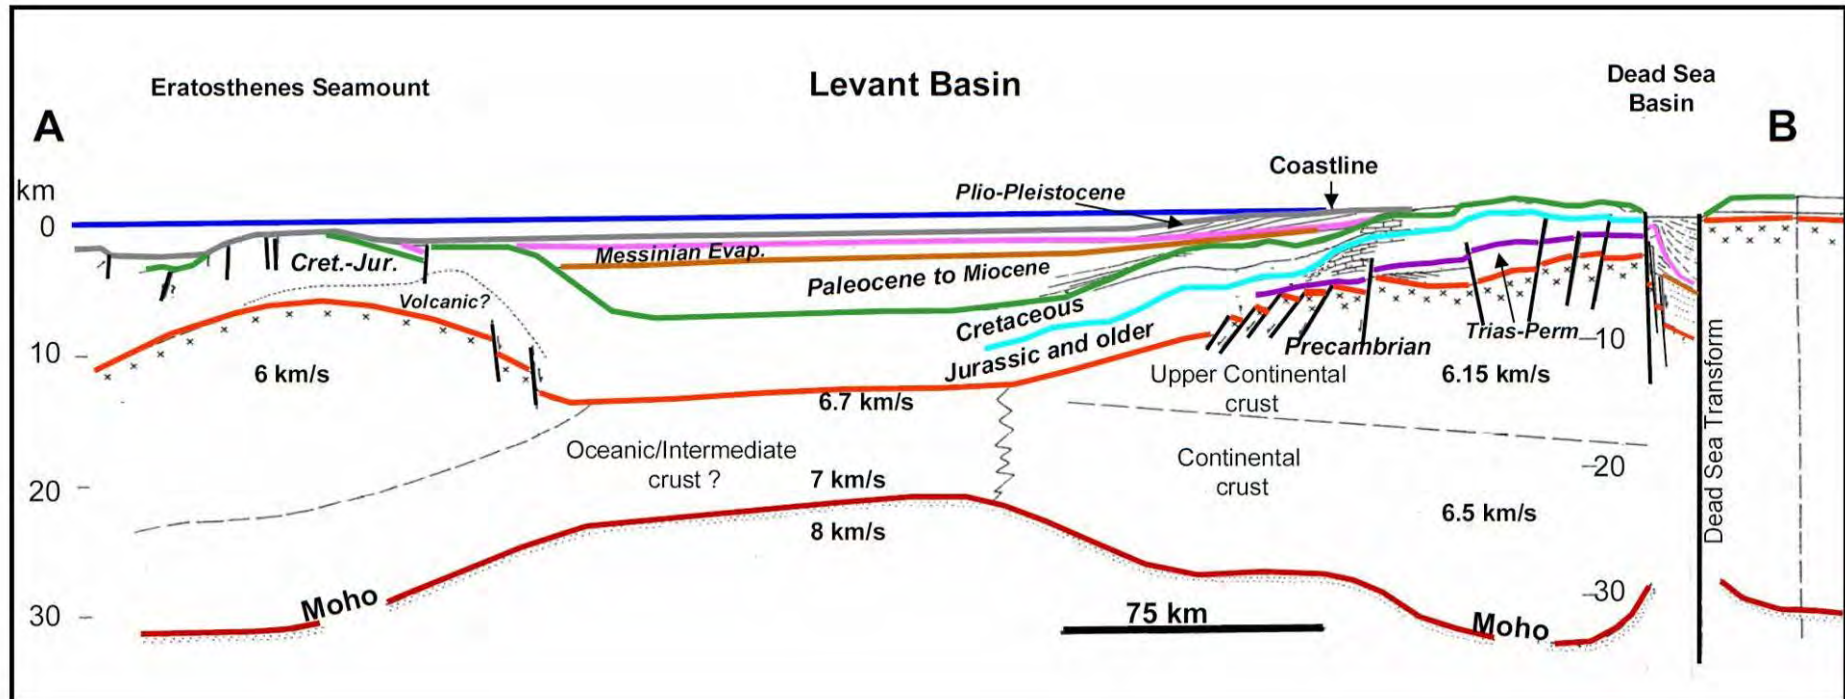 Eratosthenes Seamount
Levant Basin
Dead Sea
Basin
A
B
km
Coastline
Plio-Pleistocene
0
Messinian Evap.
Cret.-Jur.
Paleocene to Miocene
Volcanic?
Cretaceous
Jurassic and older
Trias-Perm
Precambrian
10
–10
6 km/s
6.7 km/s
Upper Continental
crust
6.15 km/s
Oceanic/Intermediate
crust ?
7 km/s
8 km/s
Continental
crust
20
–20
6.5 km/s
Dead Sea Transform
30
–30
Moho
75 km
Moho